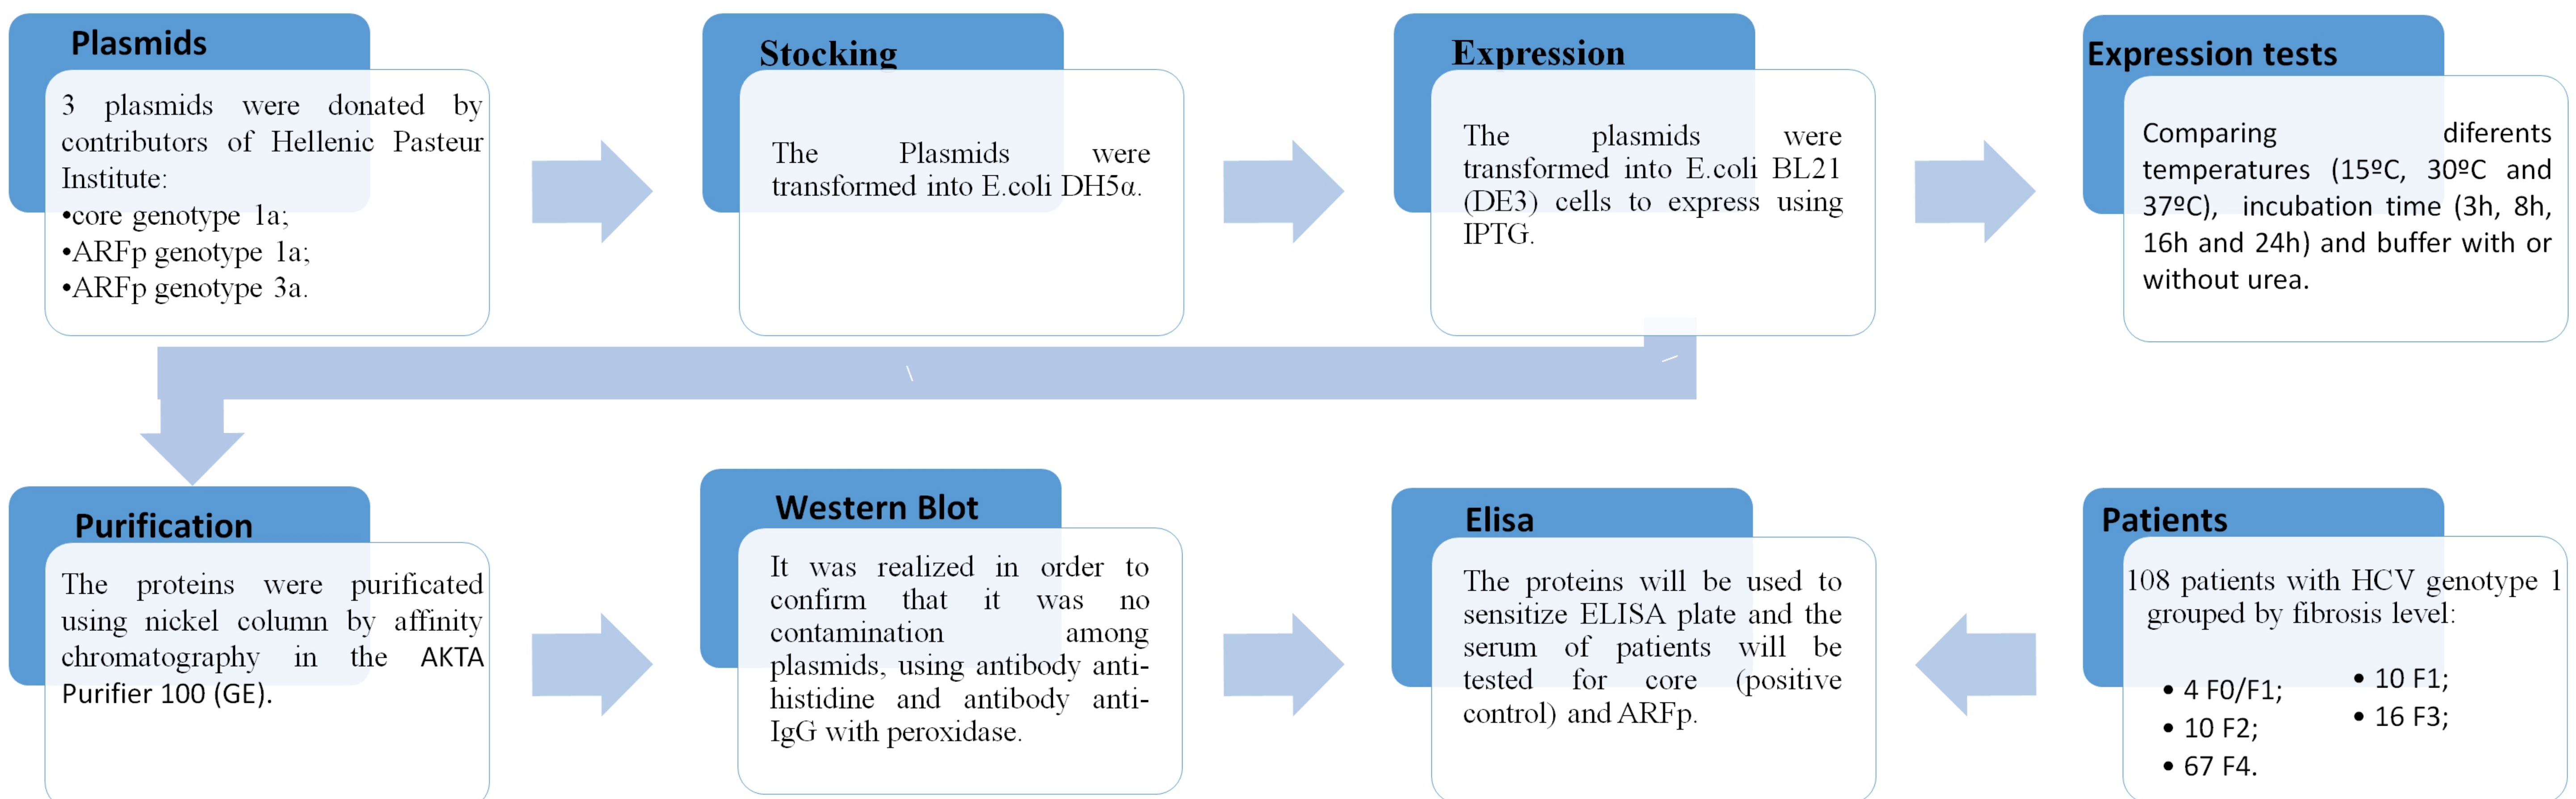 Plasmids
3 plasmids were donated by
contributors of Hellenic Pasteur
Institute:
•core genotype 1a;
•ARFp genotype 1a;
•ARFp genotype 3a.
Stocking
The Plasmids were
transformed into E.coli DH5α.
Expression
The plasmids were
transformed into E.coli BL21
(DE3) cells to express using
IPTG.
Expression tests
Comparing diferents
temperatures (15ºC, 30ºC and
37ºC), incubation time (3h, 8h,
16h and 24h) and buffer with or
without urea.
Purification
The proteins were purificated
using nickel column by affinity
chromatography in the AKTA
Purifier 100 (GE).
Western Blot
It was realized in order to
confirm that it was no
contamination among
plasmids, using antibody anti-
histidine and antibody anti-
IgG with peroxidase.
Elisa
The proteins will be used to
sensitize ELISA plate and the
serum of patients will be
tested for core (positive
control) and ARFp.
Patients
108 patients with HCV genotype 1
grouped by fibrosis level:
• 4 F0/F1;
• 10 F2;
• 67 F4.
• 10 F1;
• 16 F3;